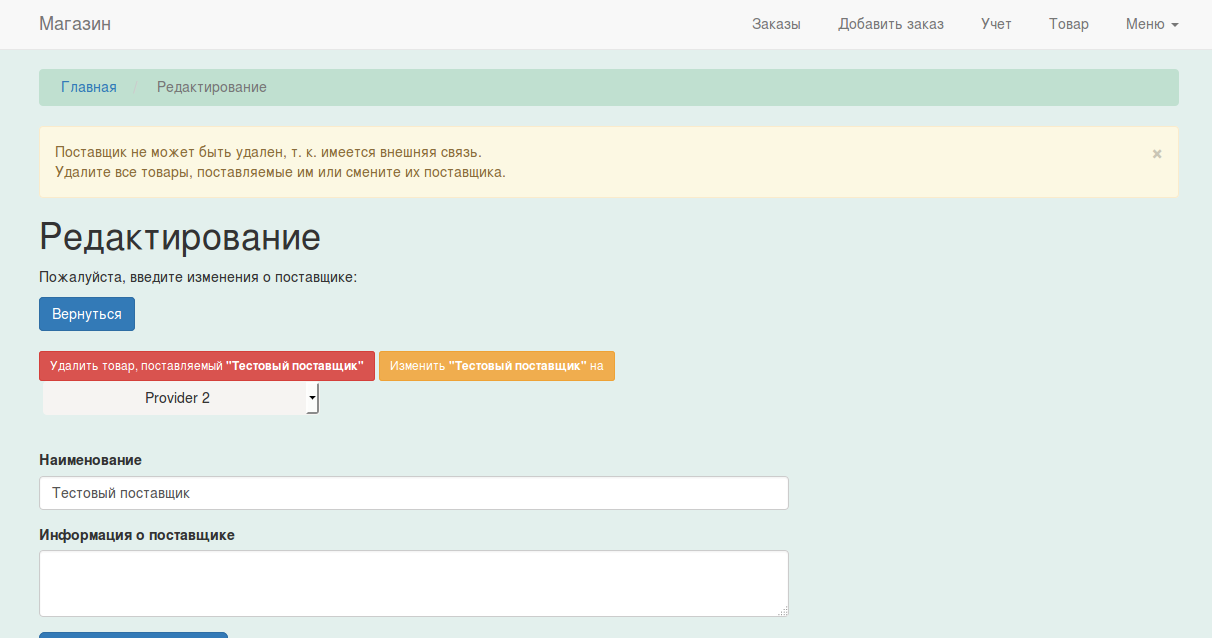 Магазин Заказы Добавить заказ Учет Товар Меню
Главная / Редактирование
Поставщик не может быть удален, т. к. имеется внешняя связь. ×
Удалите все товары, поставляемые им или смените их поставщика.
Редактирование
Пожалуйста, введите изменения о поставщике:
Вернуться
Удалить товар, поставляемый "Тестовый поставщик" Изменить "Тестовый поставщик" на
Provider 2
Наименование
Тестовый поставщик
Информация о поставщике